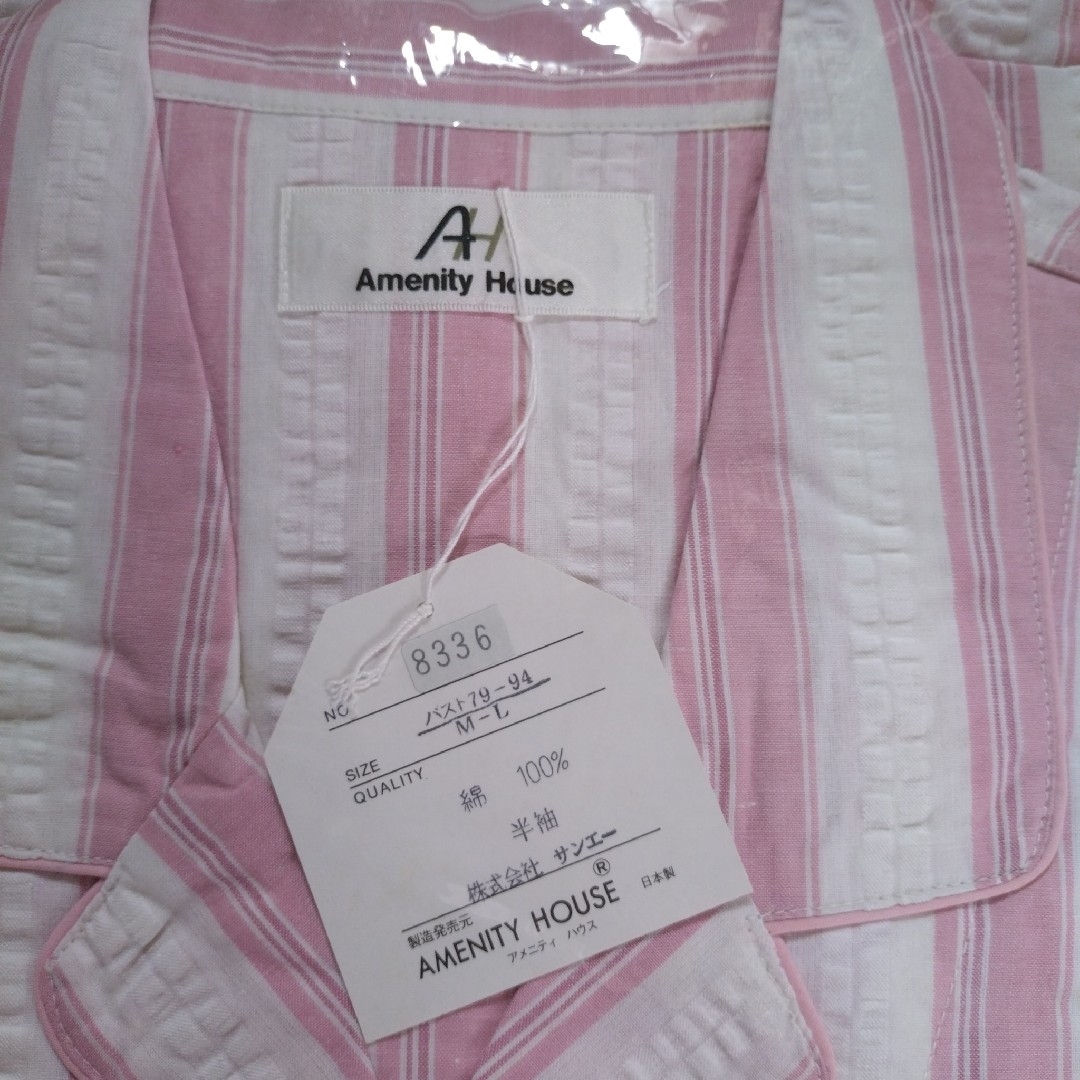 AH
Amenity House
8336
NO.
バスト79-94
M-L
SIZE
QUALITY.
綿 100%
半袖
株式会社 サンエー
製造発売元
AMENITY HOUSE®
日本製
アメニティ ハウス